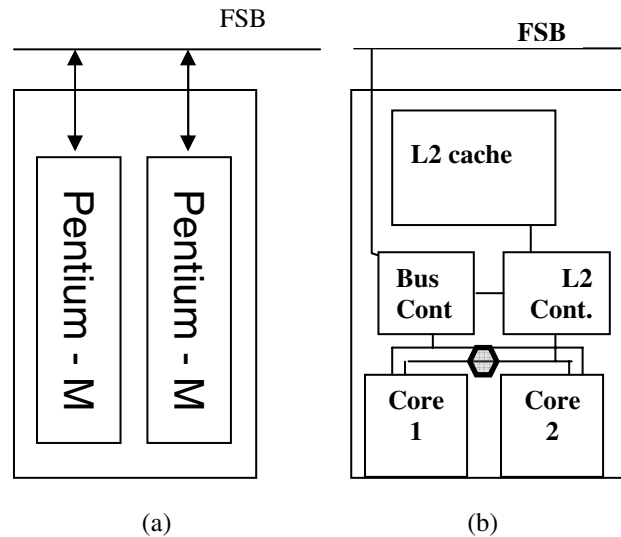 FSB
Pentium - M
Pentium - M
(a)
FSB
L2 cache
Bus
Cont
L2
Cont.
Core
1
Core
2
(b)